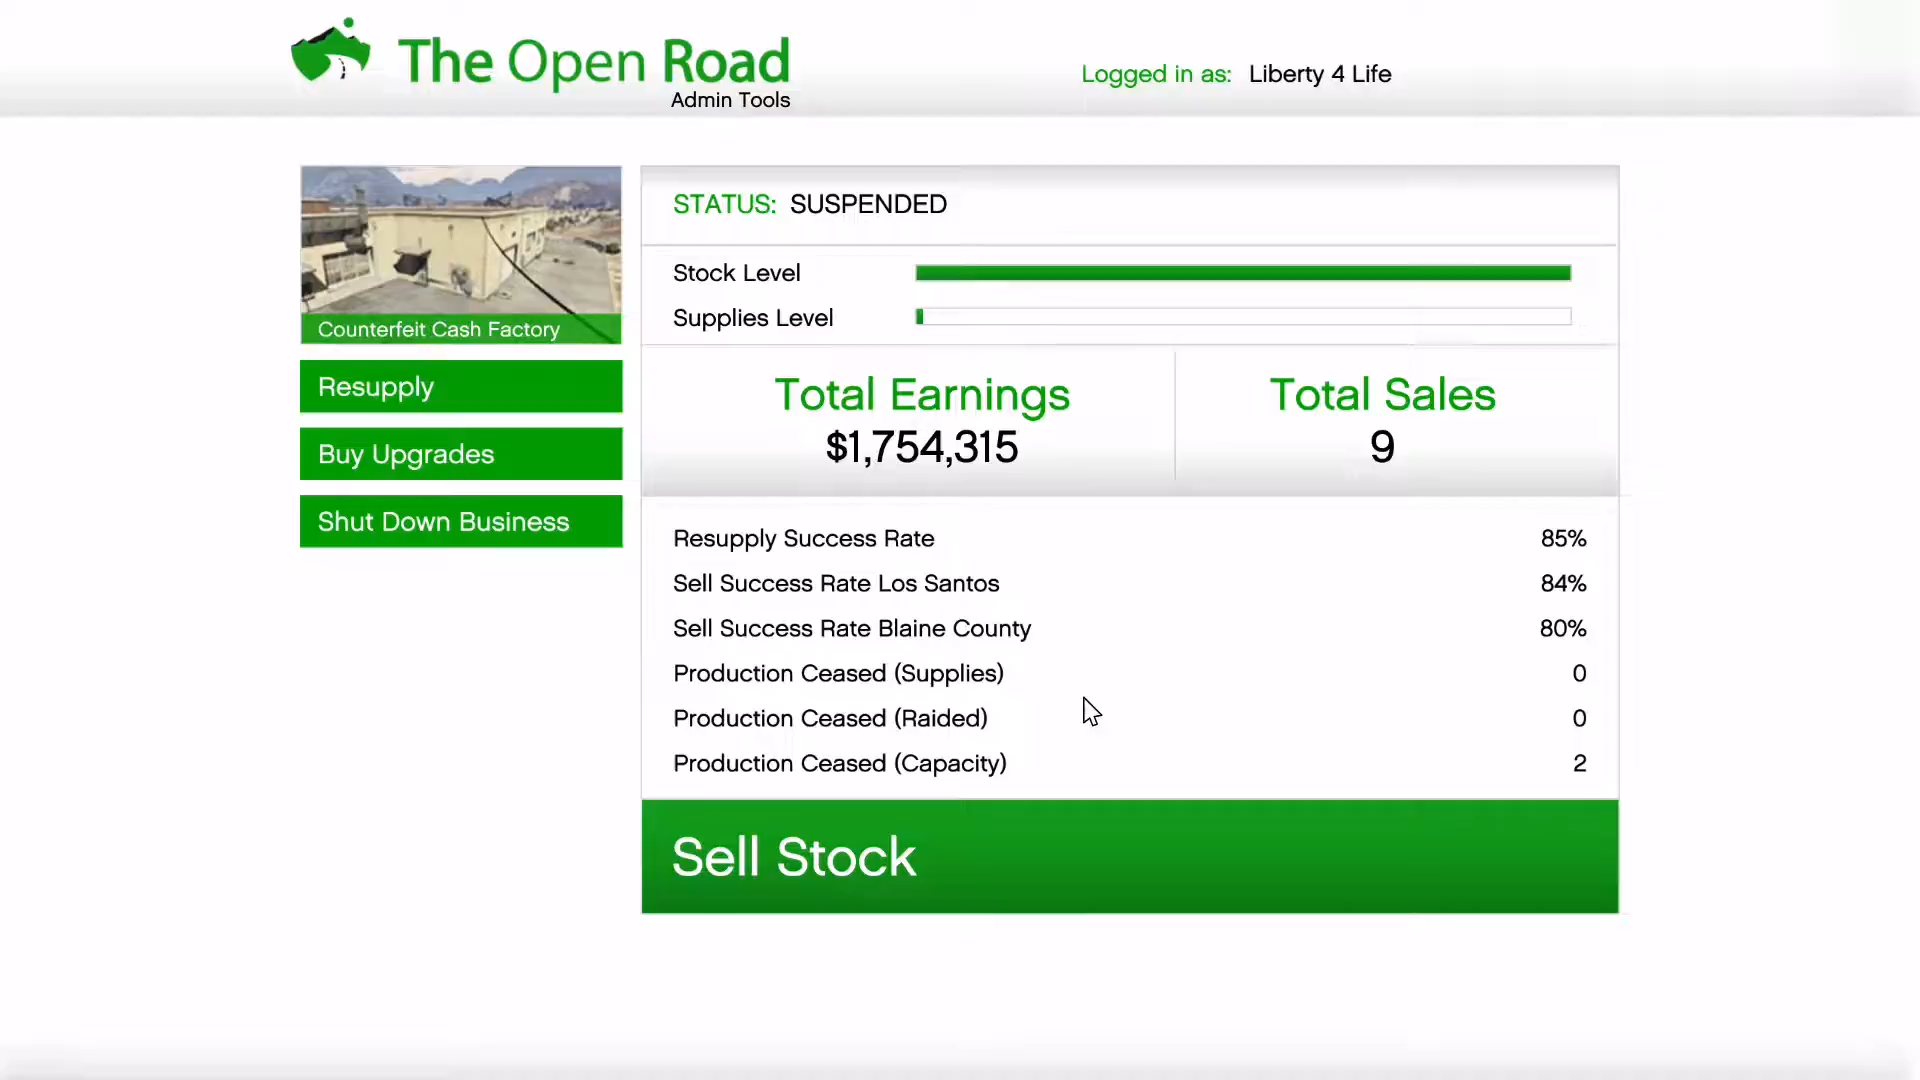 The Open Road
Admin Tools
Logged in as: Liberty 4 Life
Counterfeit Cash Factory
Resupply
Buy Upgrades
Shut Down Business
STATUS: SUSPENDED
Stock Level
Supplies Level
Total Earnings
$1,754,315
Total Sales
9
Resupply Success Rate 85%
Sell Success Rate Los Santos 84%
Sell Success Rate Blaine County 80%
Production Ceased (Supplies) 0
Production Ceased (Raided) 0
Production Ceased (Capacity) 2
Sell Stock